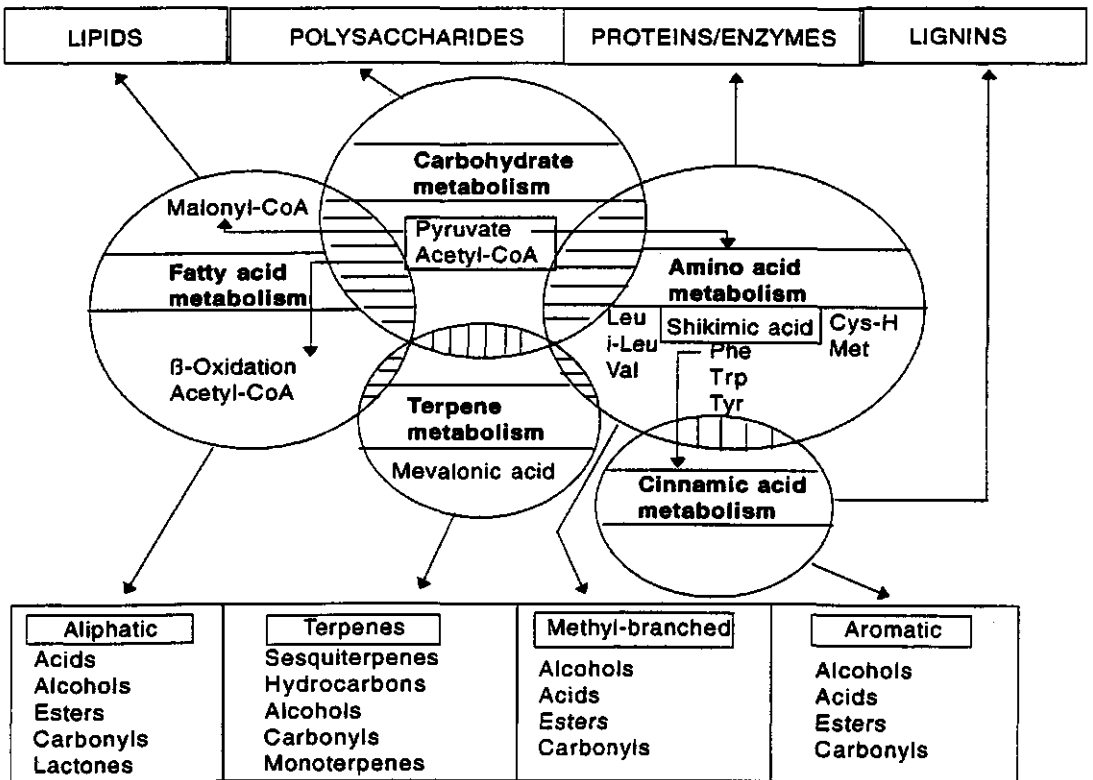 LIPIDS
POLYSACCHARIDES
PROTEINS/ENZYMES
LIGNINS
Carbohydrate
metabolism
Malonyl-CoA
Pyruvate
Acetyl-CoA
Fatty acid
metabolism
Amino acid
metabolism
Leu
i-Leu
Val
Shikimic acid
Phe
Trp
Tyr
Cys-H
Met
ß-Oxidation
Acetyl-CoA
Terpene
metabolism
Mevalonic acid
Cinnamic acid
metabolism
Aliphatic
Acids
Alcohols
Esters
Carbonyls
Lactones
Terpenes
Sesquiterpenes
Hydrocarbons
Alcohols
Carbonyls
Monoterpenes
Methyl-branched
Alcohols
Acids
Esters
Carbonyls
Aromatic
Alcohols
Acids
Esters
Carbonyls